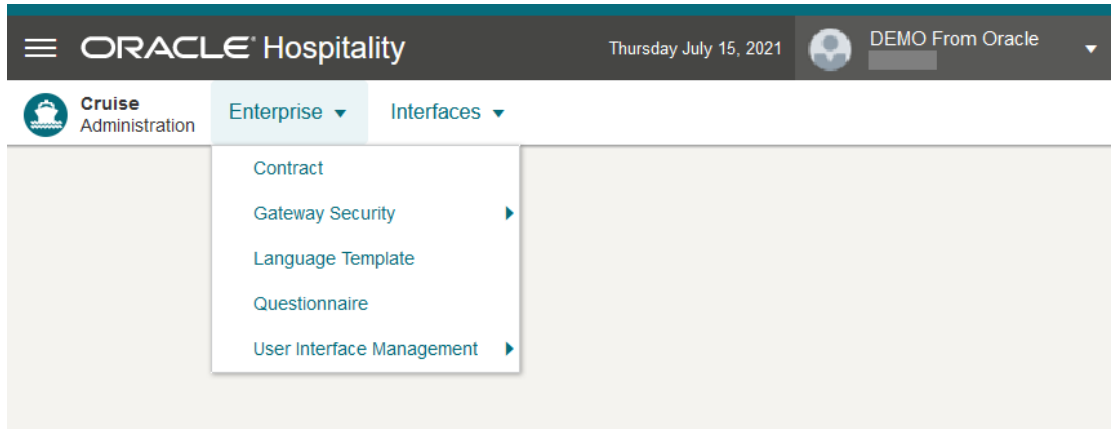 ORACLE Hospitality
Thursday July 15, 2021
DEMO From Oracle
Cruise
Administration
Enterprise
Interfaces
Contract
Gateway Security
Language Template
Questionnaire
User Interface Management